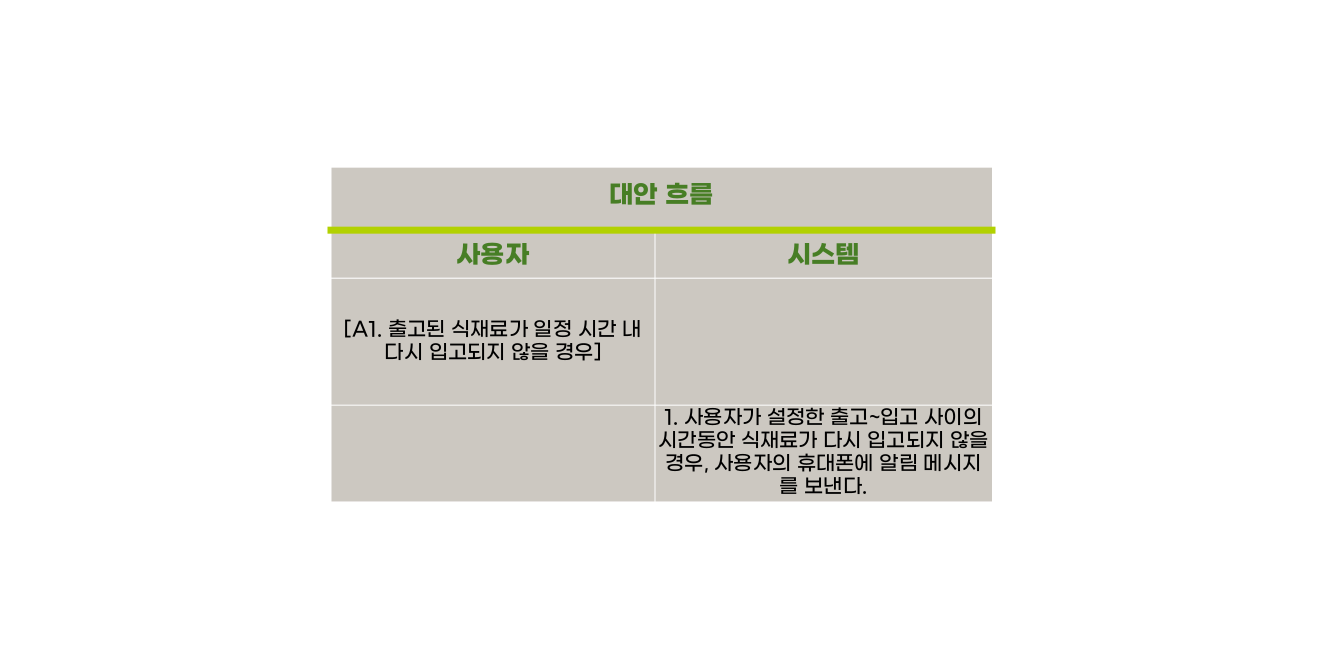 대안 흐름
사용자
시스템
[A1. 출고된 식재료가 일정 시간 내
다시 입고되지 않을 경우]
1. 사용자가 설정한 출고~입고 사이의
시간동안 식재료가 다시 입고되지 않을
경우, 사용자의 휴대폰에 알림 메시지
를 보낸다.